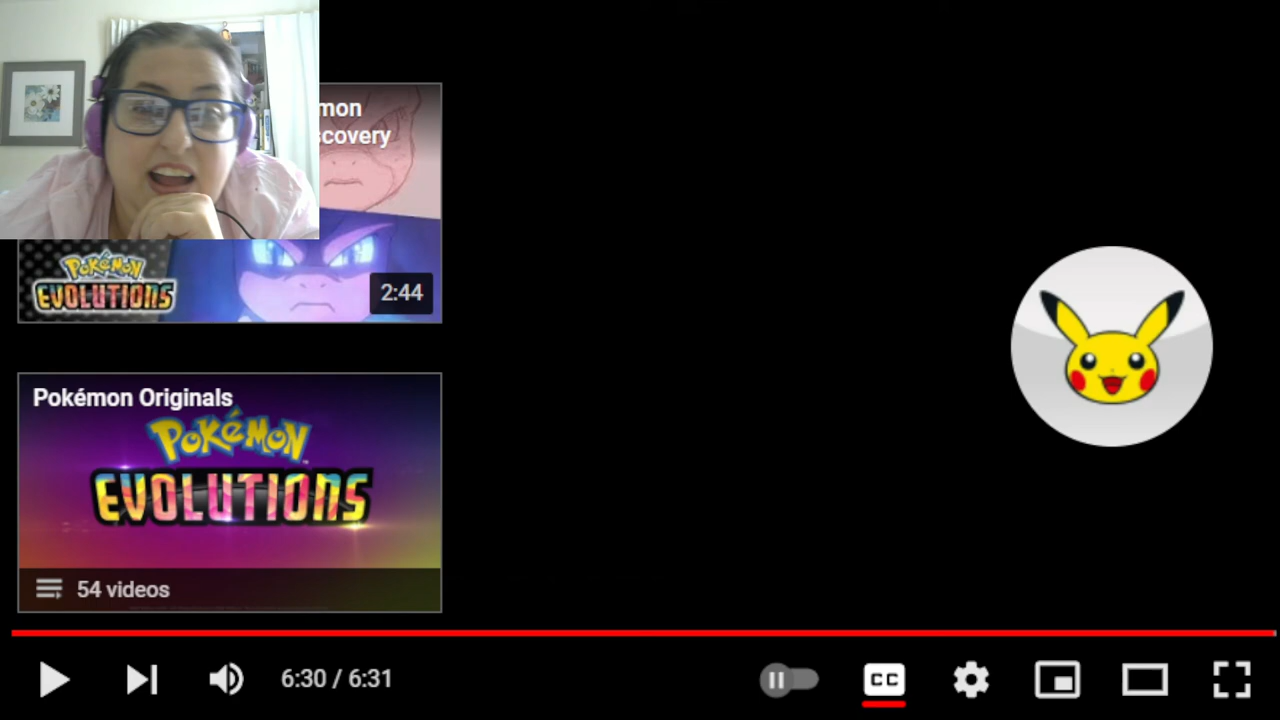 mon
scovery
POKÉMON
EVOLUTIONS
2:44
Pokémon Originals
POKÉMON
EVOLUTIONS
54 videos
6:30 / 6:31
CC